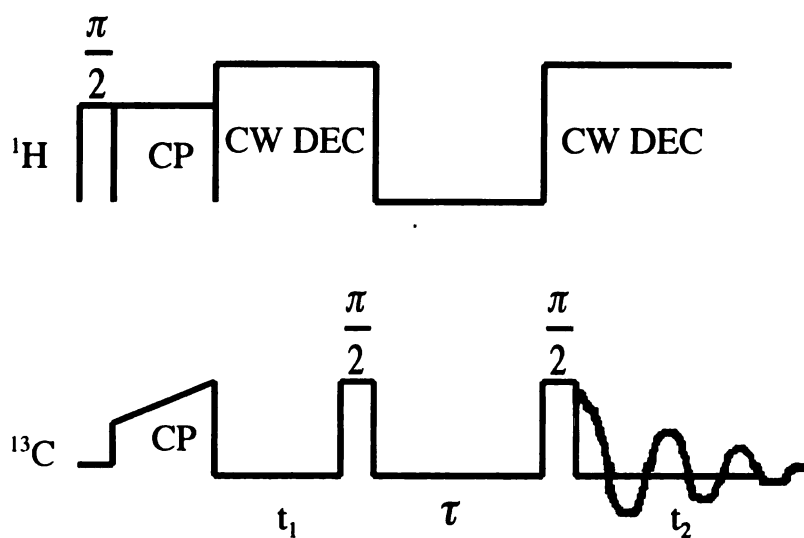 π
2
¹H CP CW DEC CW DEC
π π
2 2
¹³C CP
t₁ τ t₂